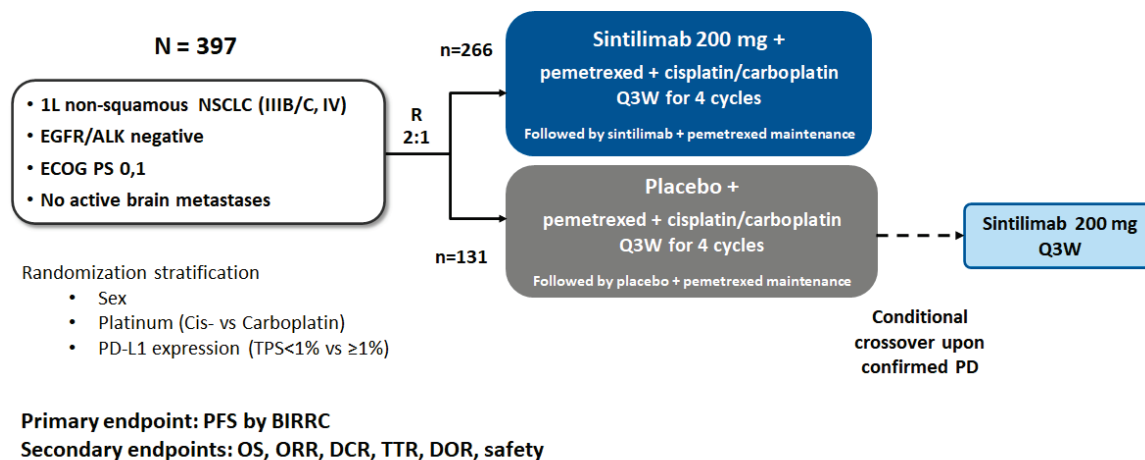 N = 397
• 1L non-squamous NSCLC (IIIB/C, IV)
• EGFR/ALK negative
• ECOG PS 0,1
• No active brain metastases
R
2:1
n=266
Sintilimab 200 mg +
pemetrexed + cisplatin/carboplatin
Q3W for 4 cycles
Followed by sintilimab + pemetrexed maintenance
n=131
Placebo +
pemetrexed + cisplatin/carboplatin
Q3W for 4 cycles
Followed by placebo + pemetrexed maintenance
Sintilimab 200 mg
Q3W
Conditional
crossover upon
confirmed PD
Randomization stratification
• Sex
• Platinum (Cis- vs Carboplatin)
• PD-L1 expression (TPS<1% vs ≥1%)
Primary endpoint: PFS by BIRRC
Secondary endpoints: OS, ORR, DCR, TTR, DOR, safety